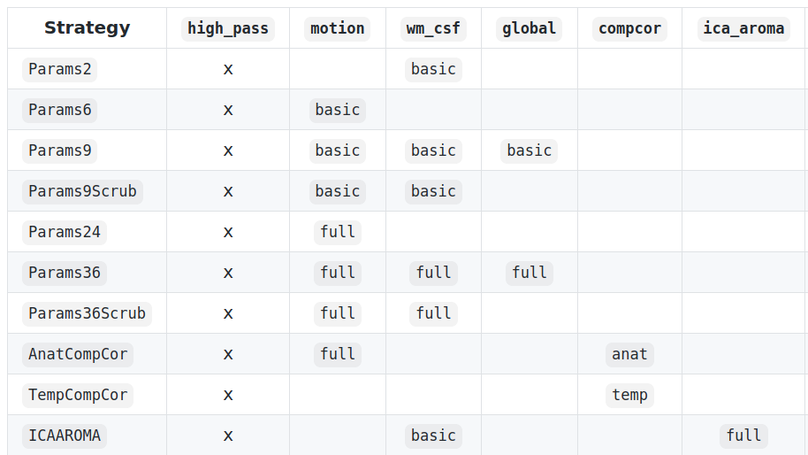 Strategy high_pass motion wm_csf global compcor ica_aroma
Params2 x basic
Params6 x basic
Params9 x basic basic basic
Params9Scrub x basic basic
Params24 x full
Params36 x full full full
Params36Scrub x full full
AnatCompCor x full anat
TempCompCor x temp
ICAAROMA x basic full